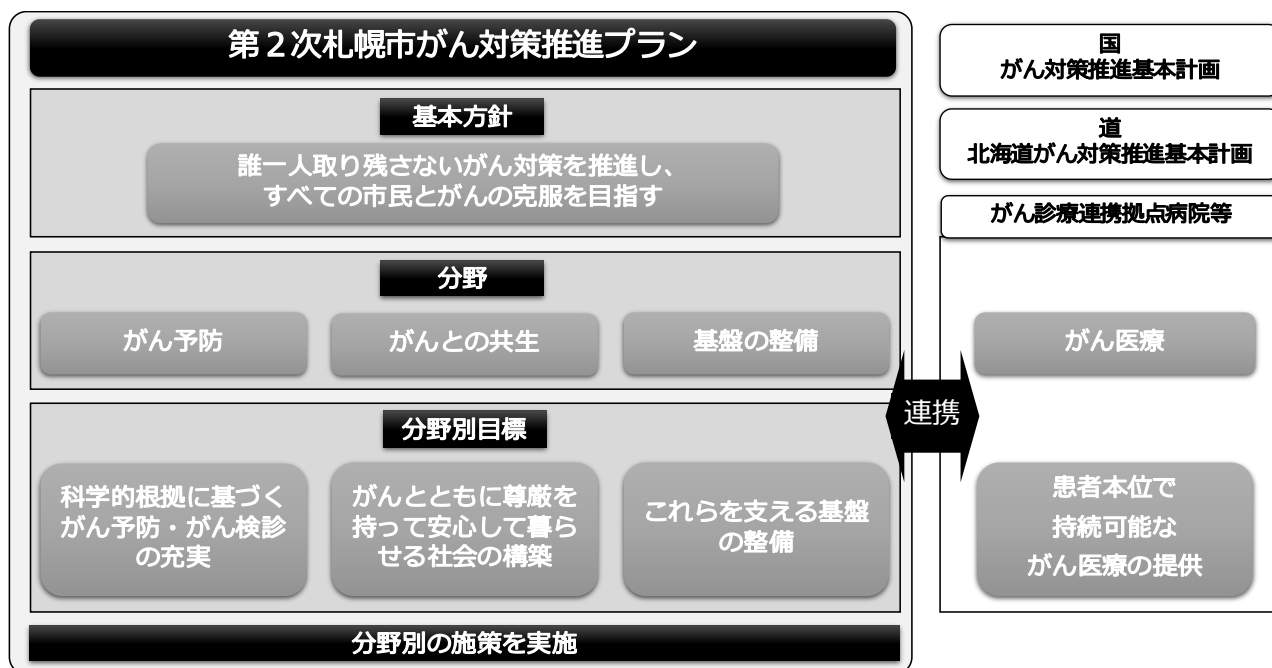 第２次札幌市がん対策推進プラン
基本方針
誰一人取り残さないがん対策を推進し、
すべての市民とがんの克服を目指す
分野
がん予防
がんとの共生
基盤の整備
分野別目標
科学的根拠に基づく
がん予防・がん検診
の充実
がんとともに尊厳を
持って安心して暮ら
せる社会の構築
これらを支える基盤
の整備
分野別の施策を実施
連携
国
がん対策推進基本計画
道
北海道がん対策推進基本計画
がん診療連携拠点病院等
がん医療
患者本位で
持続可能な
がん医療の提供